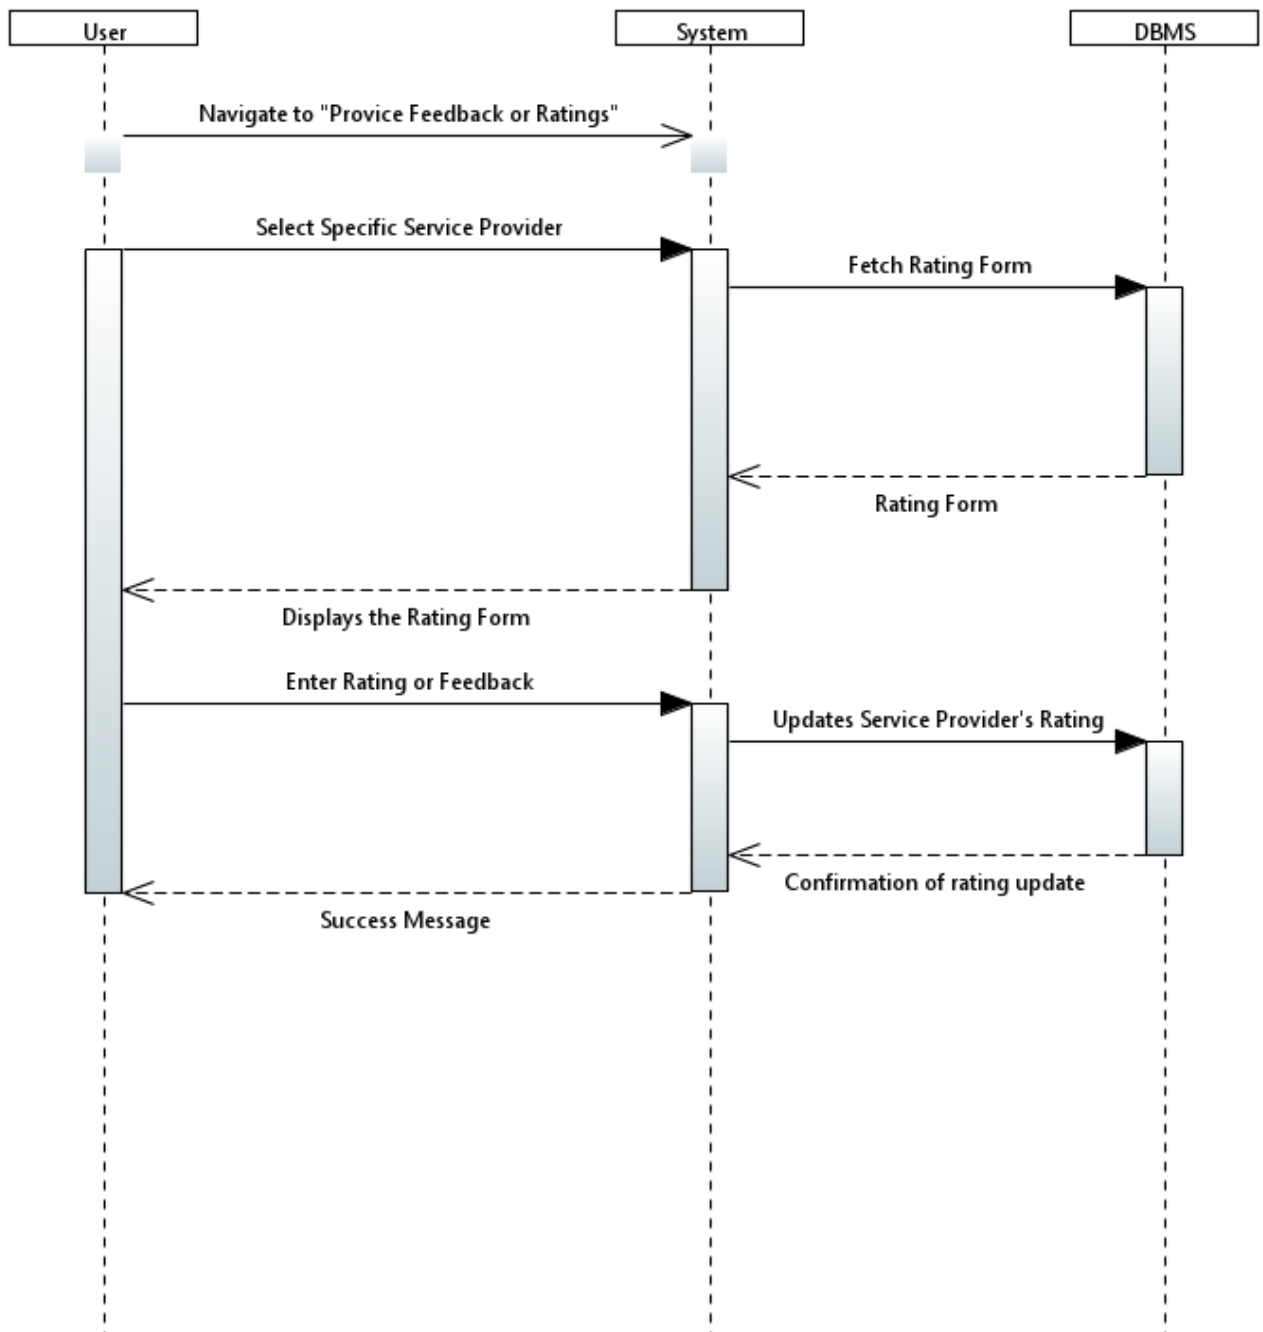 User
System
DBMS
Navigate to "Provice Feedback or Ratings"
Select Specific Service Provider
Fetch Rating Form
Rating Form
Displays the Rating Form
Enter Rating or Feedback
Updates Service Provider's Rating
Confirmation of rating update
Success Message